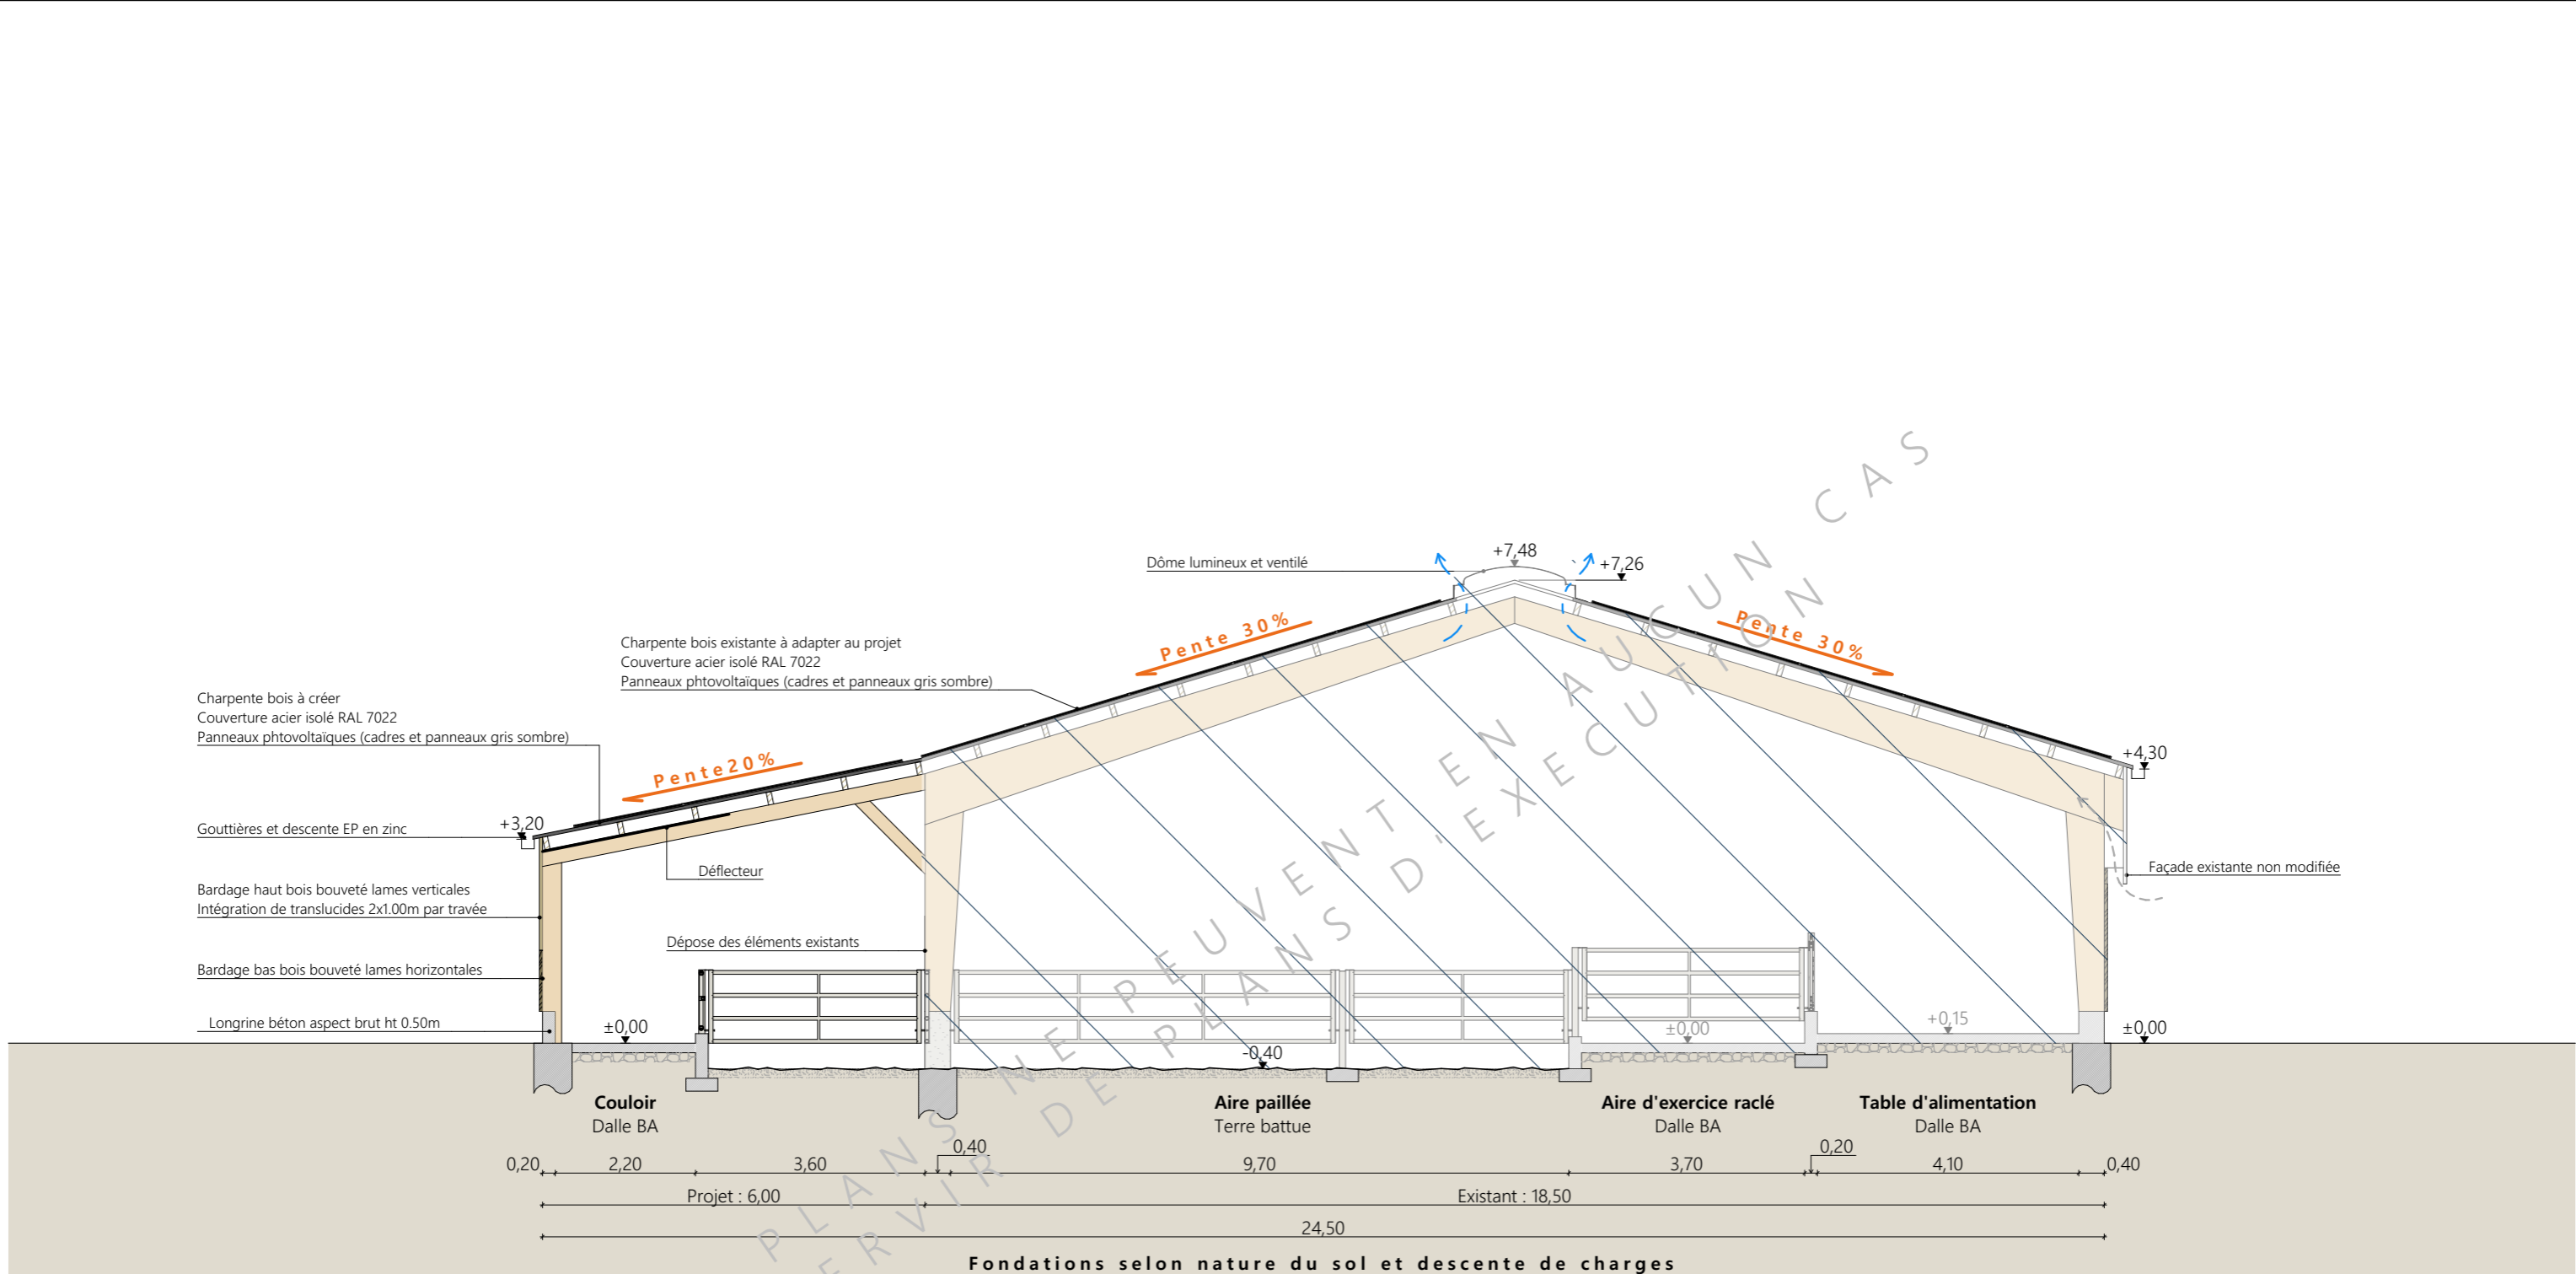 +7,48
Dôme lumineux et ventilé
+7,26
Pente 30%
Pente 30%
Charpente bois existante à adapter au projet
Couverture acier isolé RAL 7022
Panneaux phtovoltaïques (cadres et panneaux gris sombre)
Charpente bois à créer
Couverture acier isolé RAL 7022
Panneaux phtovoltaïques (cadres et panneaux gris sombre)
Pente20%
+4,30
+3,20
Gouttières et descente EP en zinc
Déflecteur
Façade existante non modifiée
Bardage haut bois bouveté lames verticales
Intégration de translucides 2x1.00m par travée
Dépose des éléments existants
Bardage bas bois bouveté lames horizontales
Longrine béton aspect brut ht 0.50m
±0,00
±0,00
+0,15
±0,00
-0,40
Couloir
Dalle BA
Aire paillée
Terre battue
Aire d'exercice raclé
Dalle BA
Table d'alimentation
Dalle BA
0,20 2,20 3,60 0,40 9,70 3,70 0,20 4,10 0,40
Projet : 6,00
Existant : 18,50
24,50
Fondations selon nature du sol et descente de charges
PLANS NE PEUVENT EN AUCUN CAS
ERVIR DE PLANS D'EXECUTION